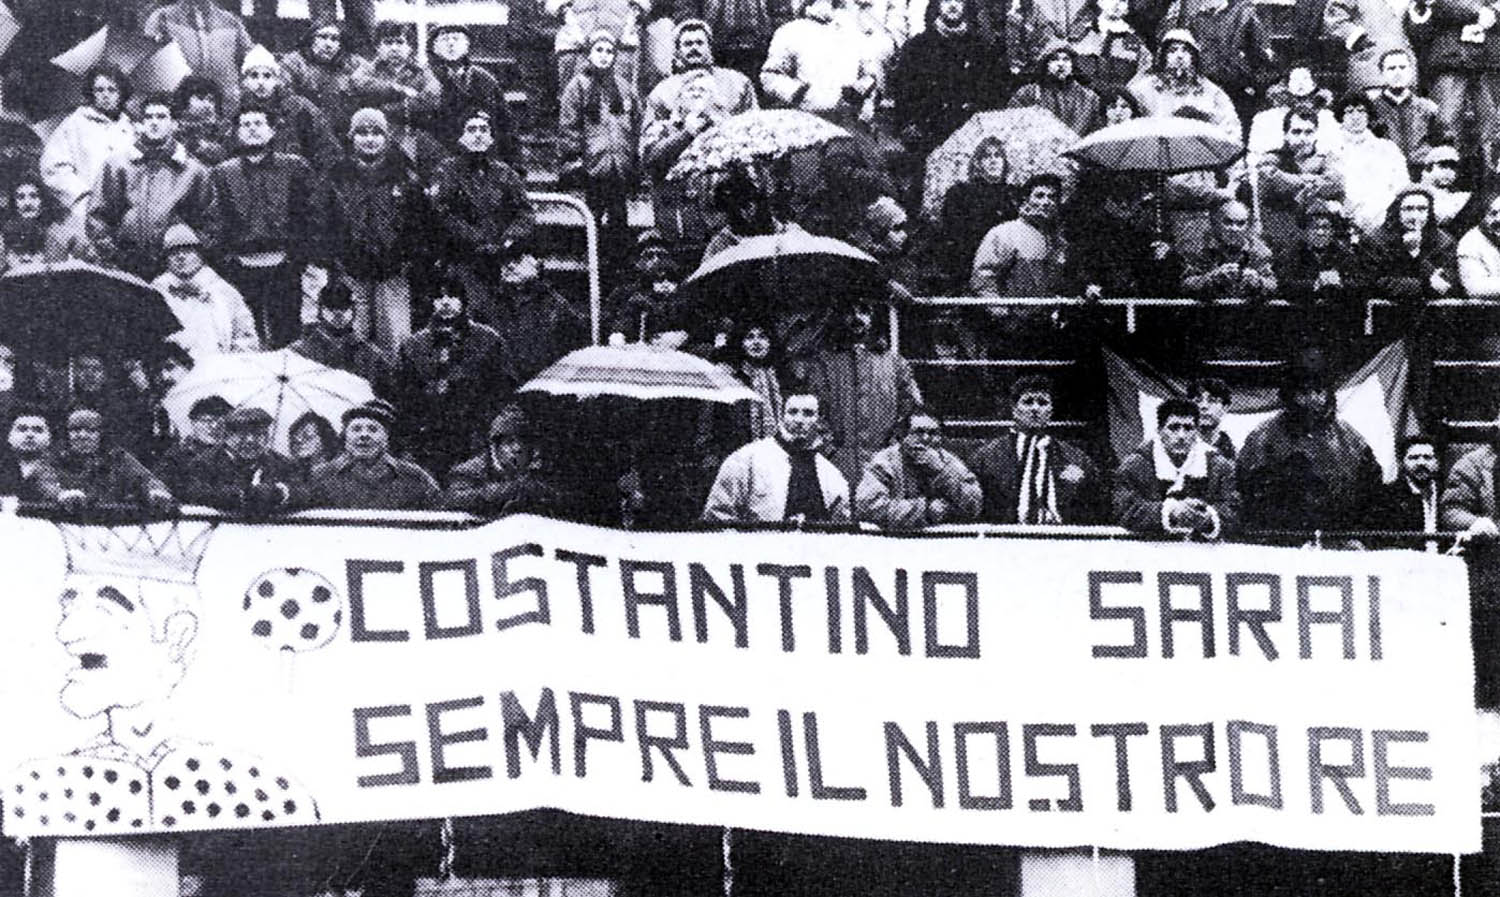 COSTANTINO SARAI
SEMPRE IL NOSTRO RE